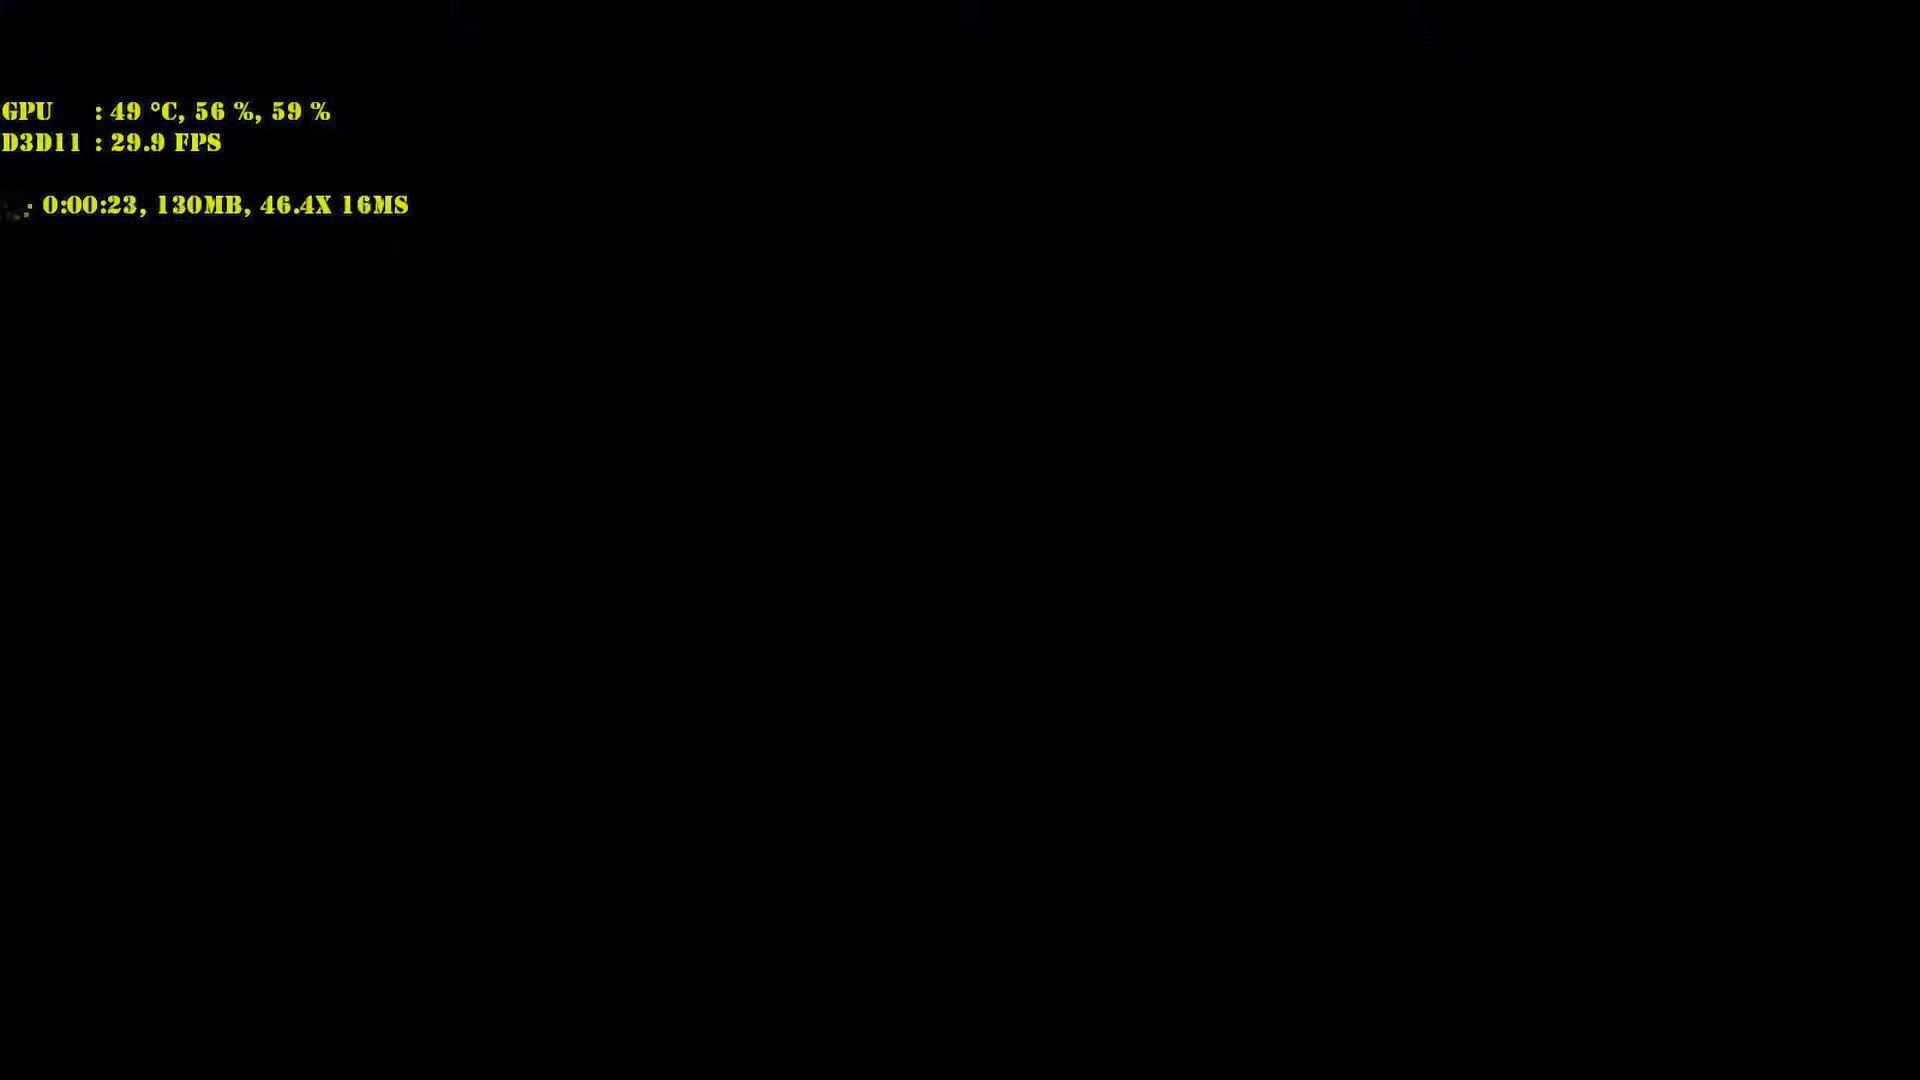 GPU : 49 °C, 56 %, 59 %
D3D11 : 29.9 FPS
0:00:23, 130MB, 46.4X 16MS